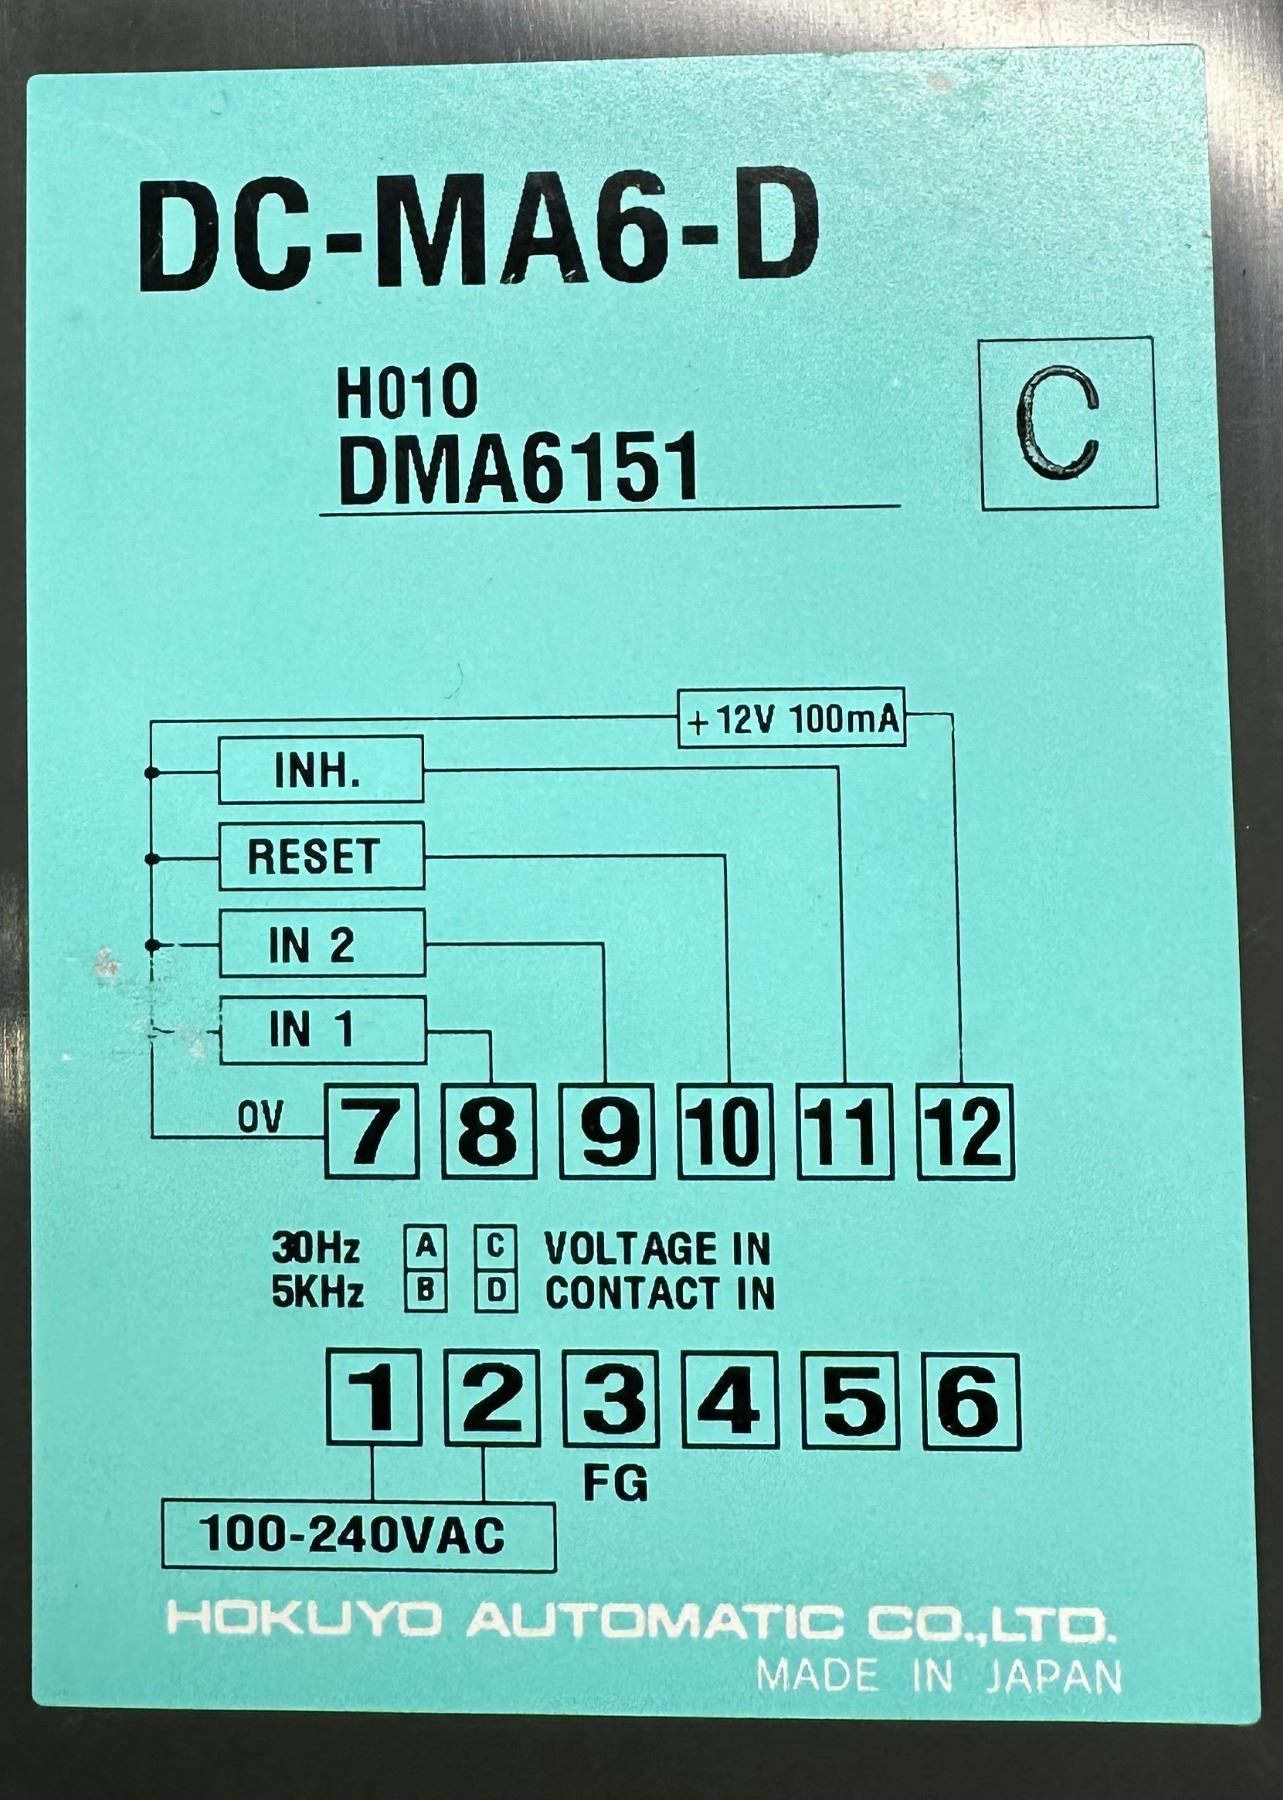 DC-MA6-D
H010
DMA6151
C
+12V 100mA
INH.
RESET
IN 2
IN 1
0V 7 8 9 10 11 12
30Hz A C VOLTAGE IN
5KHz B D CONTACT IN
1 2 3 4 5 6
FG
100-240VAC
HOKUYO AUTOMATIC CO.,LTD.
MADE IN JAPAN